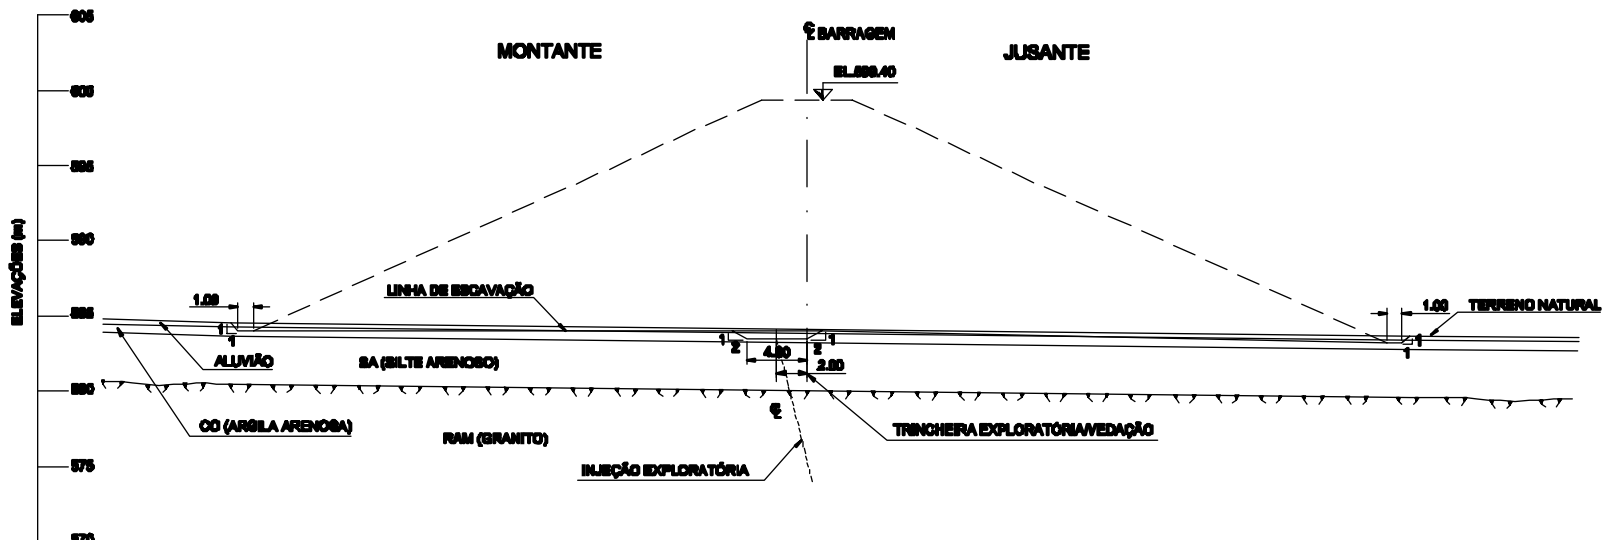 605
℄ BARRAGEM
MONTANTE
JUSANTE
EL.599.40
600
595
590
ELEVAÇÕES (m)
LINHA DE ESCAVAÇÃO
1.00
1.00
TERRENO NATURAL
585
1
1
1
2
1
2
1
1
4.00
2.00
ALUVIÃO
SA (SILTE ARENOSO)
580
℄
CO (ARGILA ARENOSA)
RAM (GRANITO)
TRINCHEIRA EXPLORATÓRIA/VEDAÇÃO
575
INJEÇÃO EXPLORATÓRIA
570